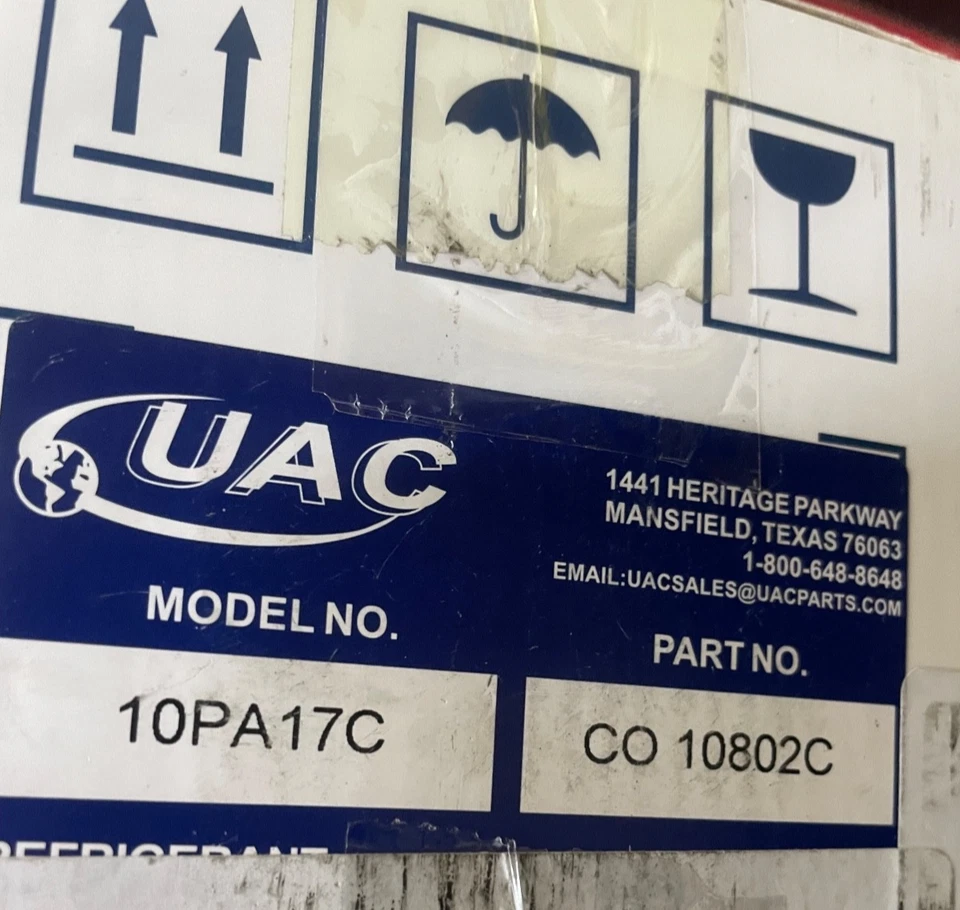 UAC
1441 HERITAGE PARKWAY
MANSFIELD, TEXAS 76063
1-800-648-8648
EMAIL:UACSALES@UACPARTS.COM
MODEL NO.
PART NO.
10PA17C
CO 10802C
REFRIGERANT